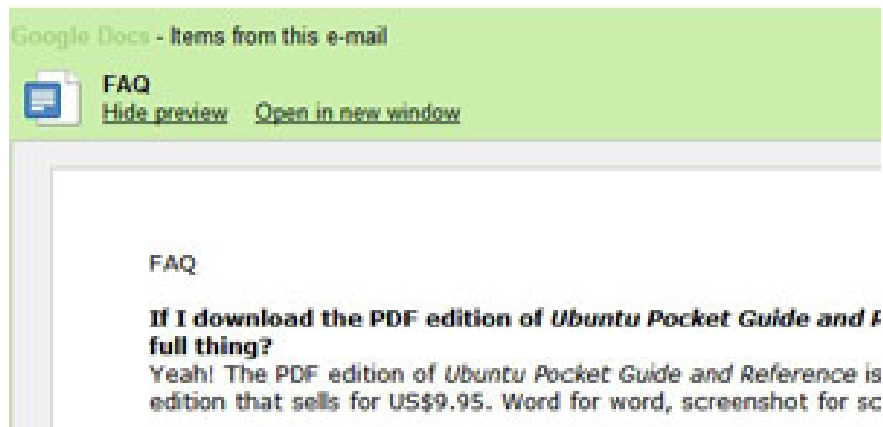 Google Docs - Items from this e-mail
FAQ
Hide preview Open in new window
FAQ
If I download the PDF edition of Ubuntu Pocket Guide and
full thing?
Yeah! The PDF edition of Ubuntu Pocket Guide and Reference is
edition that sells for US$9.95. Word for word, screenshot for